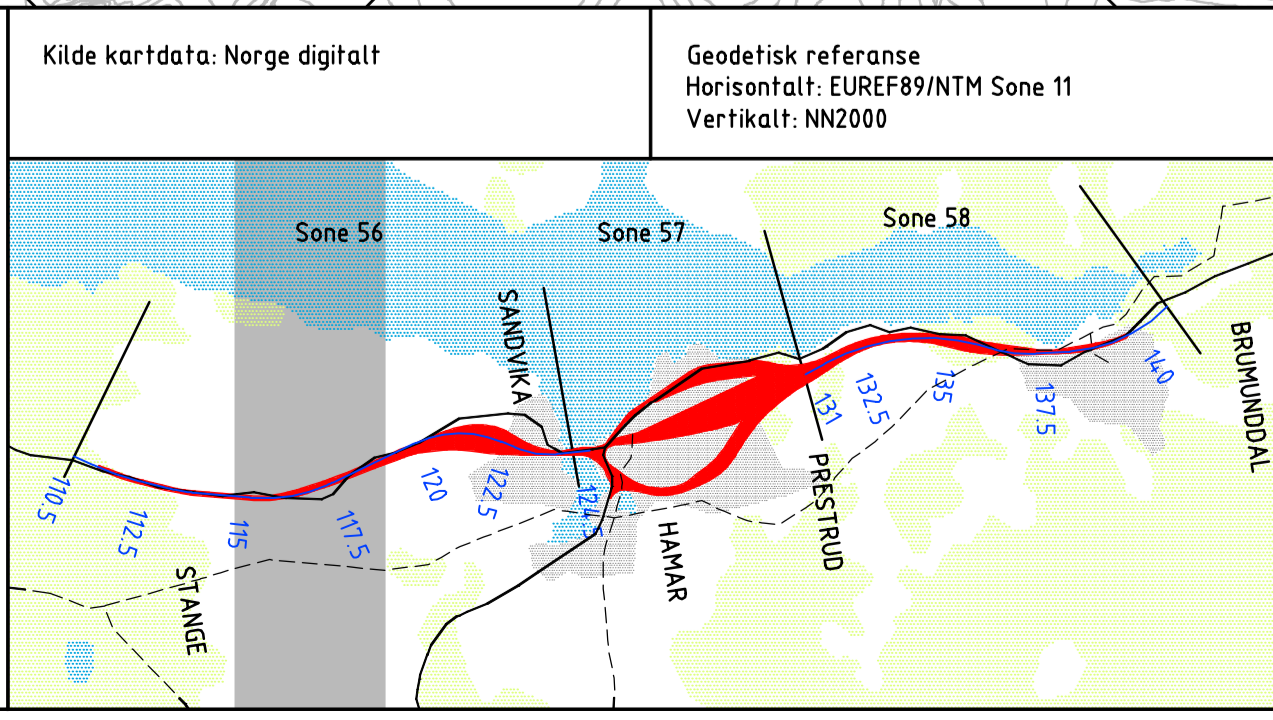 Kilde kartdata: Norge digitalt
Geodetisk referanse
Horisontalt: EUREF89/NTM Sone 11
Vertikalt: NN2000
Sone 56
Sone 57
Sone 58
SANDVIKA
BRUMUNDDAL
110.5
112.5
115
117.5
120
122.5
124.5
131
132.5
135
137.5
140
STANGE
HAMAR
PRESTRUD